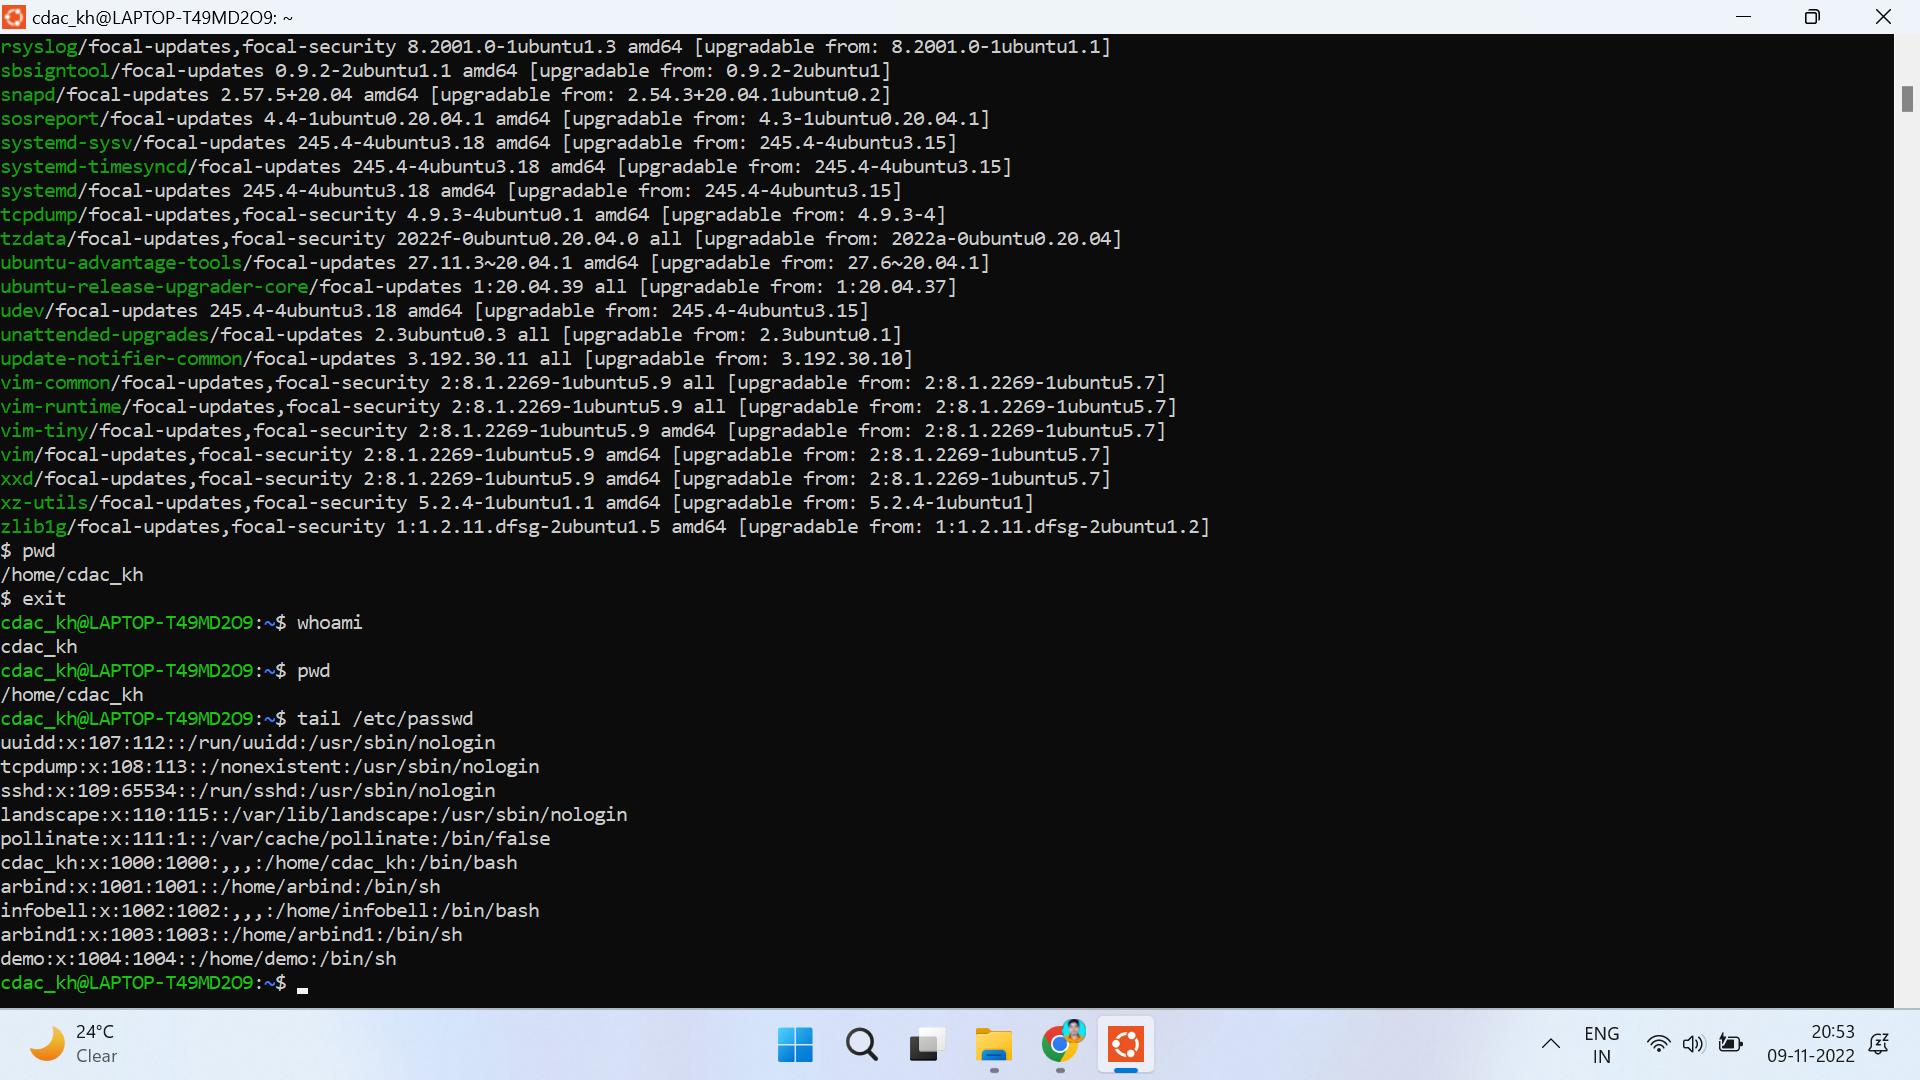 cdac_kh@LAPTOP-T49MD2O9: ~
rsyslog/focal-updates,focal-security 8.2001.0-1ubuntu1.3 amd64 [upgradable from: 8.2001.0-1ubuntu1.1]
sbsigntool/focal-updates 0.9.2-2ubuntu1.1 amd64 [upgradable from: 0.9.2-2ubuntu1]
snapd/focal-updates 2.57.5+20.04 amd64 [upgradable from: 2.54.3+20.04.1ubuntu0.2]
sosreport/focal-updates 4.4-1ubuntu0.20.04.1 amd64 [upgradable from: 4.3-1ubuntu0.20.04.1]
systemd-sysv/focal-updates 245.4-4ubuntu3.18 amd64 [upgradable from: 245.4-4ubuntu3.15]
systemd-timesyncd/focal-updates 245.4-4ubuntu3.18 amd64 [upgradable from: 245.4-4ubuntu3.15]
systemd/focal-updates 245.4-4ubuntu3.18 amd64 [upgradable from: 245.4-4ubuntu3.15]
tcpdump/focal-updates,focal-security 4.9.3-4ubuntu0.1 amd64 [upgradable from: 4.9.3-4]
tzdata/focal-updates,focal-security 2022f-0ubuntu0.20.04.0 all [upgradable from: 2022a-0ubuntu0.20.04]
ubuntu-advantage-tools/focal-updates 27.11.3~20.04.1 amd64 [upgradable from: 27.6~20.04.1]
ubuntu-release-upgrader-core/focal-updates 1:20.04.39 all [upgradable from: 1:20.04.37]
udev/focal-updates 245.4-4ubuntu3.18 amd64 [upgradable from: 245.4-4ubuntu3.15]
unattended-upgrades/focal-updates 2.3ubuntu0.3 all [upgradable from: 2.3ubuntu0.1]
update-notifier-common/focal-updates 3.192.30.11 all [upgradable from: 3.192.30.10]
vim-common/focal-updates,focal-security 2:8.1.2269-1ubuntu5.9 all [upgradable from: 2:8.1.2269-1ubuntu5.7]
vim-runtime/focal-updates,focal-security 2:8.1.2269-1ubuntu5.9 all [upgradable from: 2:8.1.2269-1ubuntu5.7]
vim-tiny/focal-updates,focal-security 2:8.1.2269-1ubuntu5.9 amd64 [upgradable from: 2:8.1.2269-1ubuntu5.7]
vim/focal-updates,focal-security 2:8.1.2269-1ubuntu5.9 amd64 [upgradable from: 2:8.1.2269-1ubuntu5.7]
xxd/focal-updates,focal-security 2:8.1.2269-1ubuntu5.9 amd64 [upgradable from: 2:8.1.2269-1ubuntu5.7]
xz-utils/focal-updates,focal-security 5.2.4-1ubuntu1.1 amd64 [upgradable from: 5.2.4-1ubuntu1]
zlib1g/focal-updates,focal-security 1:1.2.11.dfsg-2ubuntu1.5 amd64 [upgradable from: 1:1.2.11.dfsg-2ubuntu1.2]
$ pwd
/home/cdac_kh
$ exit
cdac_kh@LAPTOP-T49MD2O9:~$ whoami
cdac_kh
cdac_kh@LAPTOP-T49MD2O9:~$ pwd
/home/cdac_kh
cdac_kh@LAPTOP-T49MD2O9:~$ tail /etc/passwd
uuidd:x:107:112::/run/uuidd:/usr/sbin/nologin
tcpdump:x:108:113::/nonexistent:/usr/sbin/nologin
sshd:x:109:65534::/run/sshd:/usr/sbin/nologin
landscape:x:110:115::/var/lib/landscape:/usr/sbin/nologin
pollinate:x:111:1::/var/cache/pollinate:/bin/false
cdac_kh:x:1000:1000:,,,:/home/cdac_kh:/bin/bash
arbind:x:1001:1001::/home/arbind:/bin/sh
infobell:x:1002:1002:,,,:/home/infobell:/bin/bash
arbind1:x:1003:1003::/home/arbind1:/bin/sh
demo:x:1004:1004::/home/demo:/bin/sh
cdac_kh@LAPTOP-T49MD2O9:~$
24°C
Clear
ENG
IN
20:53
09-11-2022